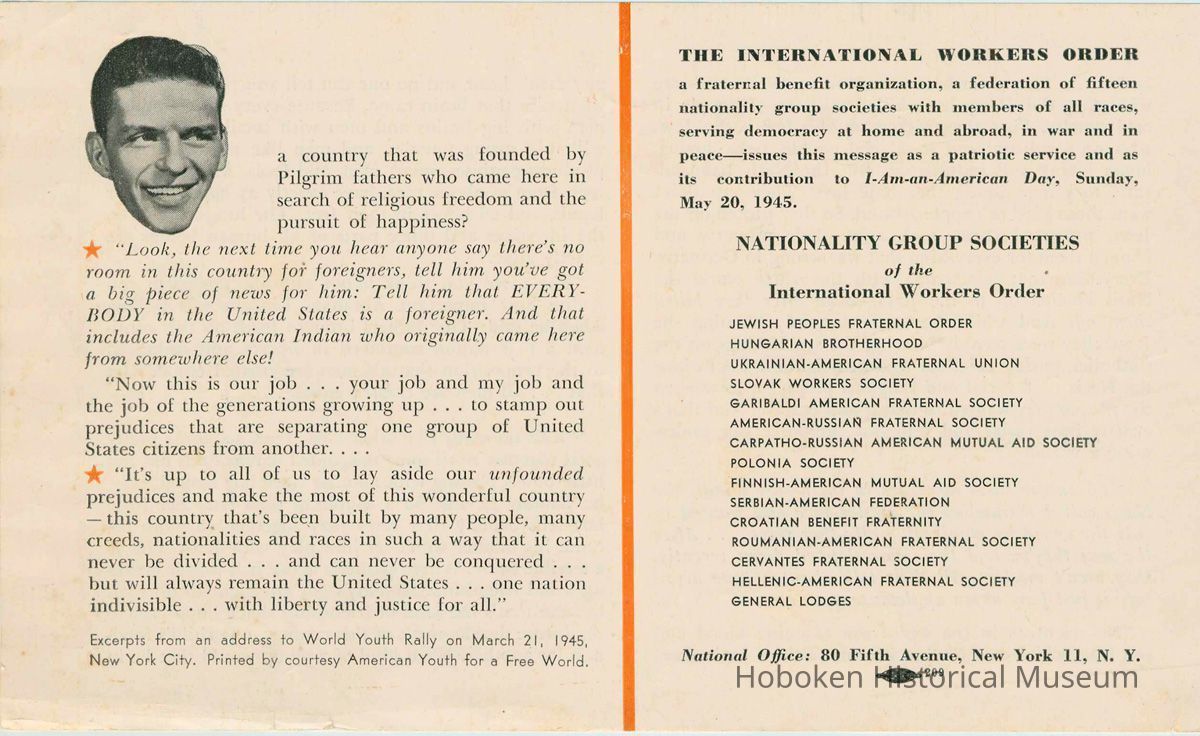 a country that was founded by
Pilgrim fathers who came here in
search of religious freedom and the
pursuit of happiness?
★ “Look, the next time you hear anyone say there’s no
room in this country for foreigners, tell him you’ve got
a big piece of news for him: Tell him that EVERY-
BODY in the United States is a foreigner. And that
includes the American Indian who originally came here
from somewhere else!
“Now this is our job . . . your job and my job and
the job of the generations growing up . . . to stamp out
prejudices that are separating one group of United
States citizens from another. . . .
★ “It’s up to all of us to lay aside our unfounded
prejudices and make the most of this wonderful country
—this country that’s been built by many people, many
creeds, nationalities and races in such a way that it can
never be divided . . . and can never be conquered . . .
but will always remain the United States . . . one nation
indivisible . . . with liberty and justice for all.”
Excerpts from an address to World Youth Rally on March 21, 1945,
New York City. Printed by courtesy American Youth for a Free World.
THE INTERNATIONAL WORKERS ORDER
a fraternal benefit organization, a federation of fifteen
nationality group societies with members of all races,
serving democracy at home and abroad, in war and in
peace—issues this message as a patriotic service and as
its contribution to I-Am-an-American Day, Sunday,
May 20, 1945.
NATIONALITY GROUP SOCIETIES
of the
International Workers Order
JEWISH PEOPLES FRATERNAL ORDER
HUNGARIAN BROTHERHOOD
UKRAINIAN-AMERICAN FRATERNAL UNION
SLOVAK WORKERS SOCIETY
GARIBALDI AMERICAN FRATERNAL SOCIETY
AMERICAN-RUSSIAN FRATERNAL SOCIETY
CARPATHO-RUSSIAN AMERICAN MUTUAL AID SOCIETY
POLONIA SOCIETY
FINNISH-AMERICAN MUTUAL AID SOCIETY
SERBIAN-AMERICAN FEDERATION
CROATIAN BENEFIT FRATERNITY
ROUMANIAN-AMERICAN FRATERNAL SOCIETY
CERVANTES FRATERNAL SOCIETY
HELLENIC-AMERICAN FRATERNAL SOCIETY
GENERAL LODGES
National Office: 80 Fifth Avenue, New York 11, N. Y.
Hoboken Historical Museum